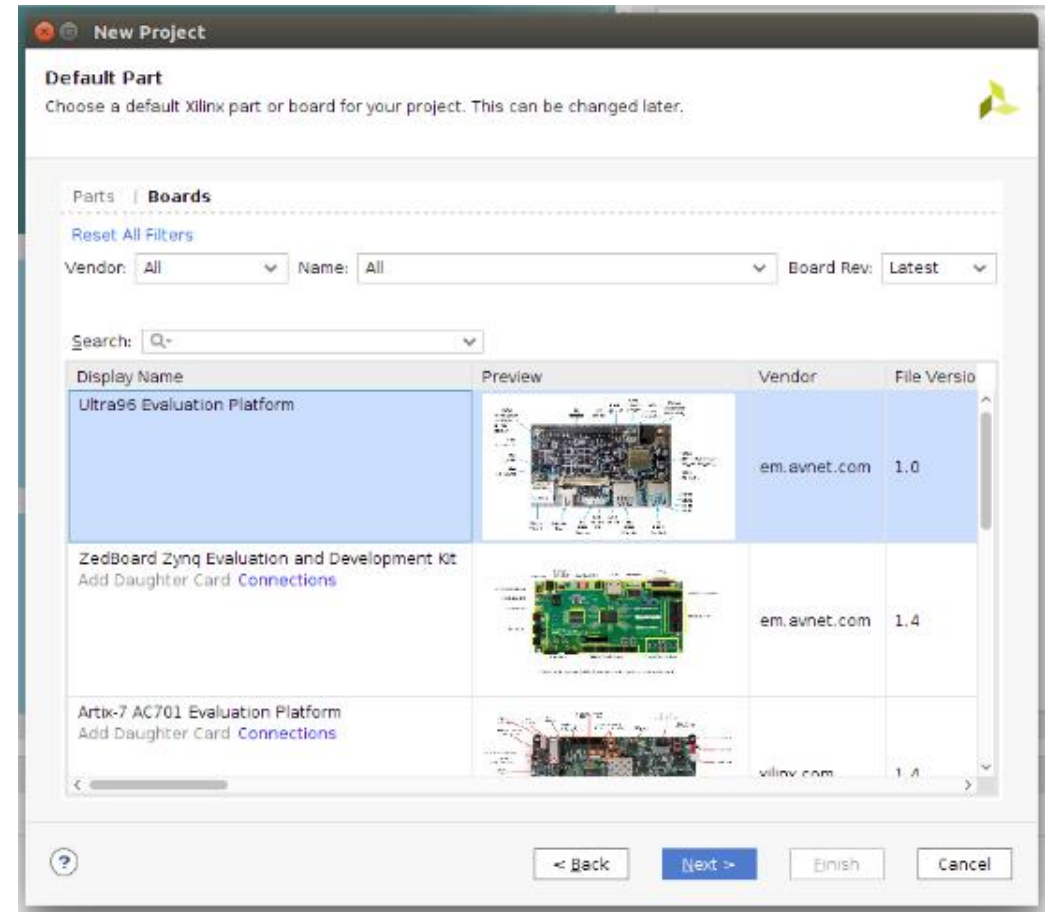 New Project
Default Part
Choose a default Xilinx part or board for your project. This can be changed later.
Parts | Boards
Reset All Filters
Vendor: All Name: All Board Rev: Latest
Search:
Display Name Preview Vendor File Versio
Ultra96 Evaluation Platform
em.avnet.com 1.0
ZedBoard Zynq Evaluation and Development Kit
Add Daughter Card Connections
em.avnet.com 1.4
Artix-7 AC701 Evaluation Platform
Add Daughter Card Connections
xilinx.com 1.4
? < Back Next > Finish Cancel